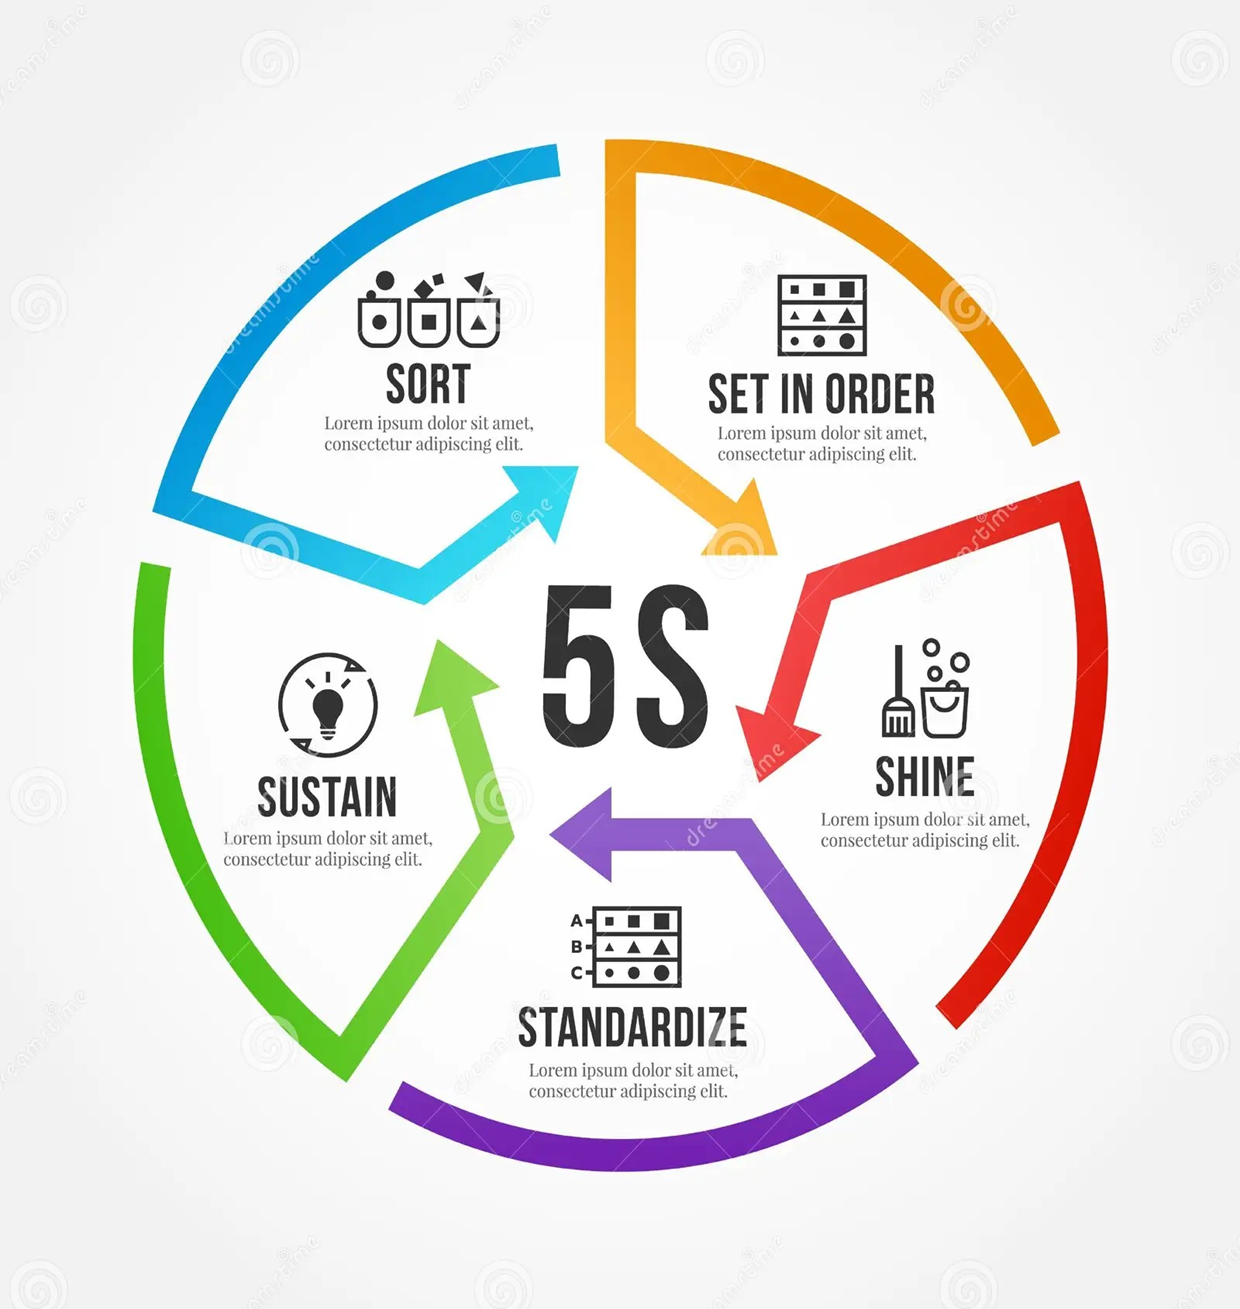 SORT
Lorem ipsum dolor sit amet,
consectetur adipiscing elit.
SET IN ORDER
Lorem ipsum dolor sit amet,
consectetur adipiscing elit.
5S
SHINE
Lorem ipsum dolor sit amet,
consectetur adipiscing elit.
A
B
C
STANDARDIZE
Lorem ipsum dolor sit amet,
consectetur adipiscing elit.
SUSTAIN
Lorem ipsum dolor sit amet,
consectetur adipiscing elit.
dreamstime